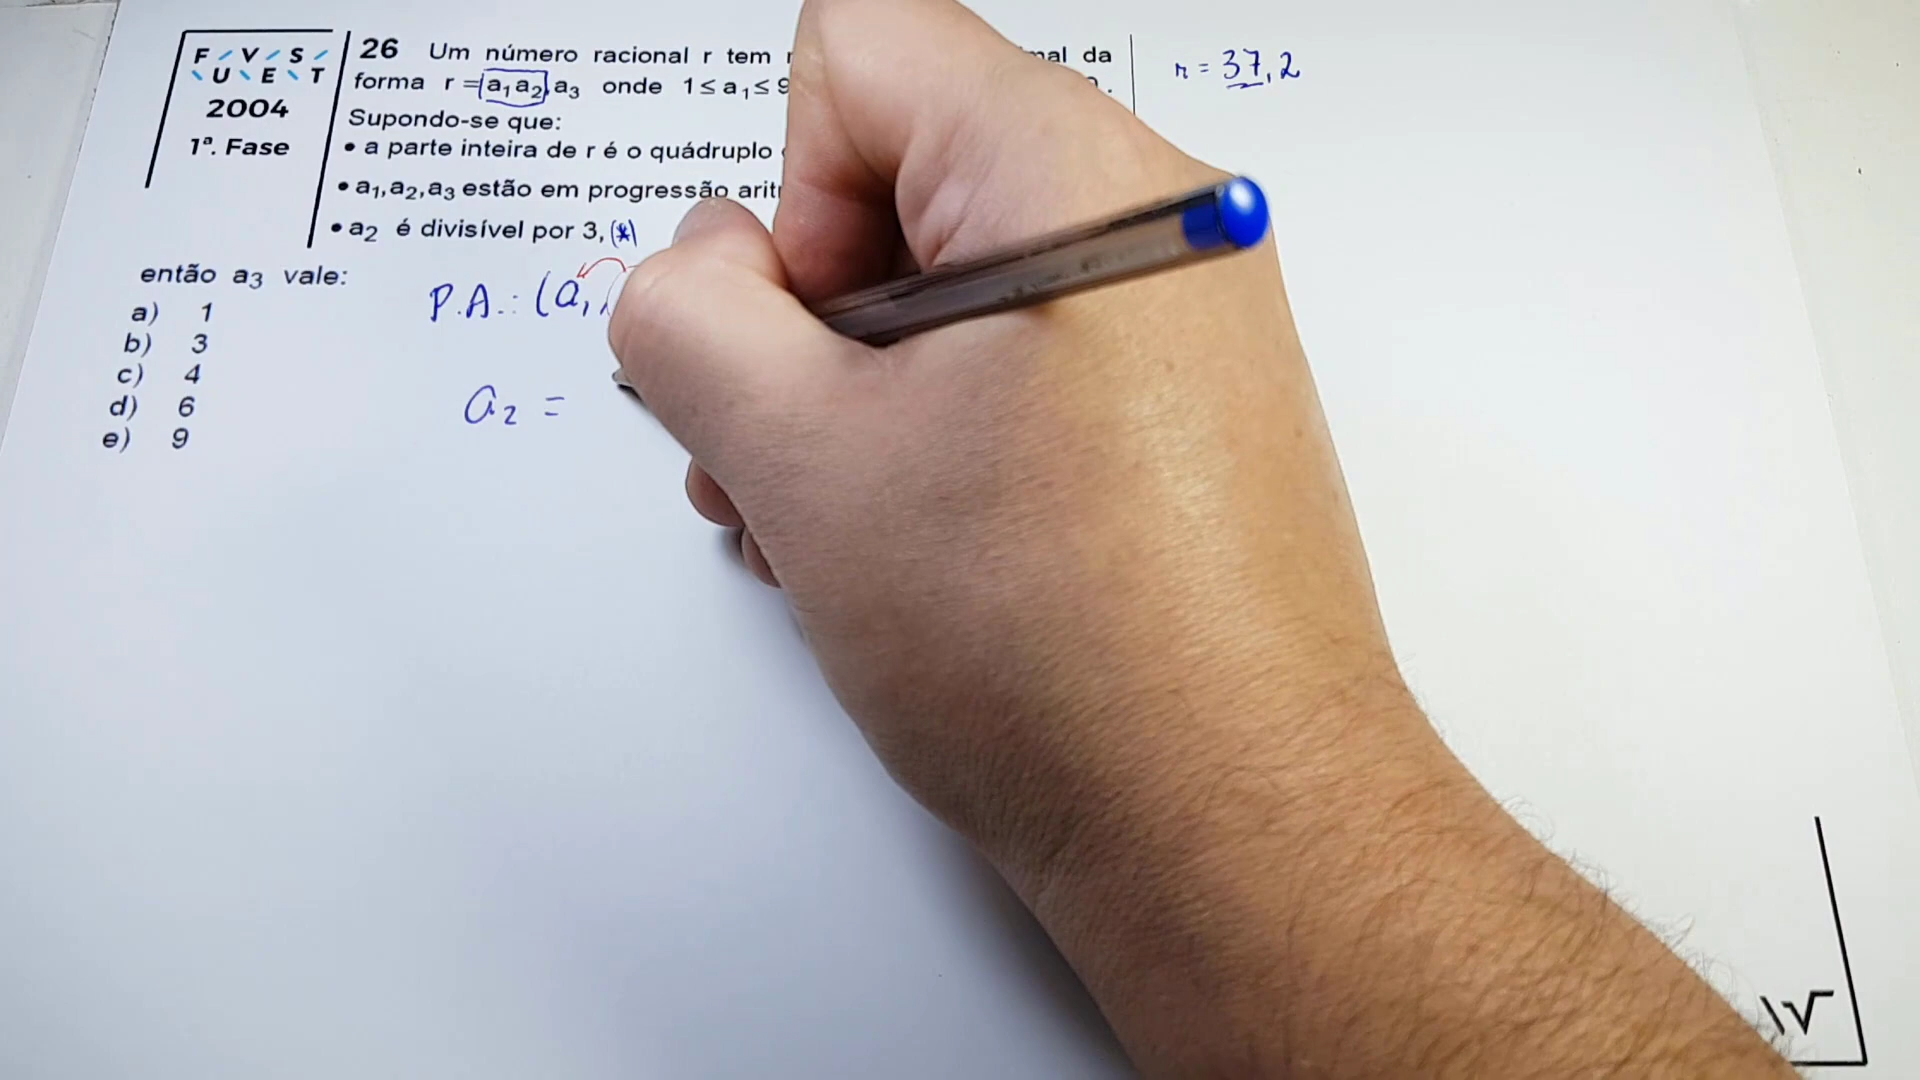 FUVEST
2004
1ª. Fase
26 Um número racional r tem
forma r = a₁a₂,a₃ onde 1 ≤ a₁ ≤ 9
da
Supondo-se que:
• a parte inteira de r é o quádruplo
• a₁,a₂,a₃ estão em progressão
• a₂ é divisível por 3, (*)
então a₃ vale:
a) 1
b) 3
c) 4
d) 6
e) 9
r = 37,2
P.A.: (a₁,
a₂ =